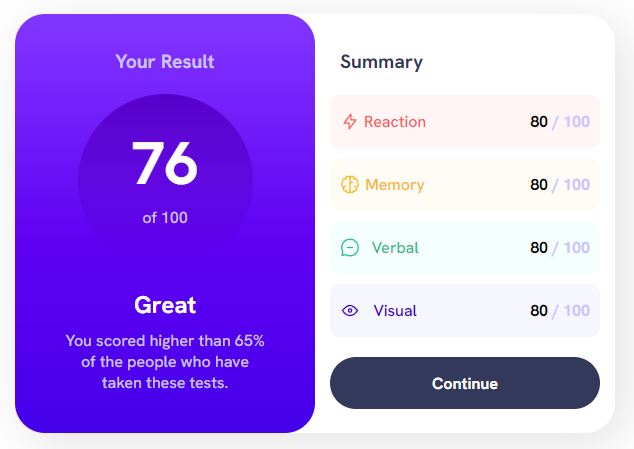 Your Result
76
of 100
Great
You scored higher than 65%
of the people who have
taken these tests.
Summary
Reaction 80 / 100
Memory 80 / 100
Verbal 80 / 100
Visual 80 / 100
Continue